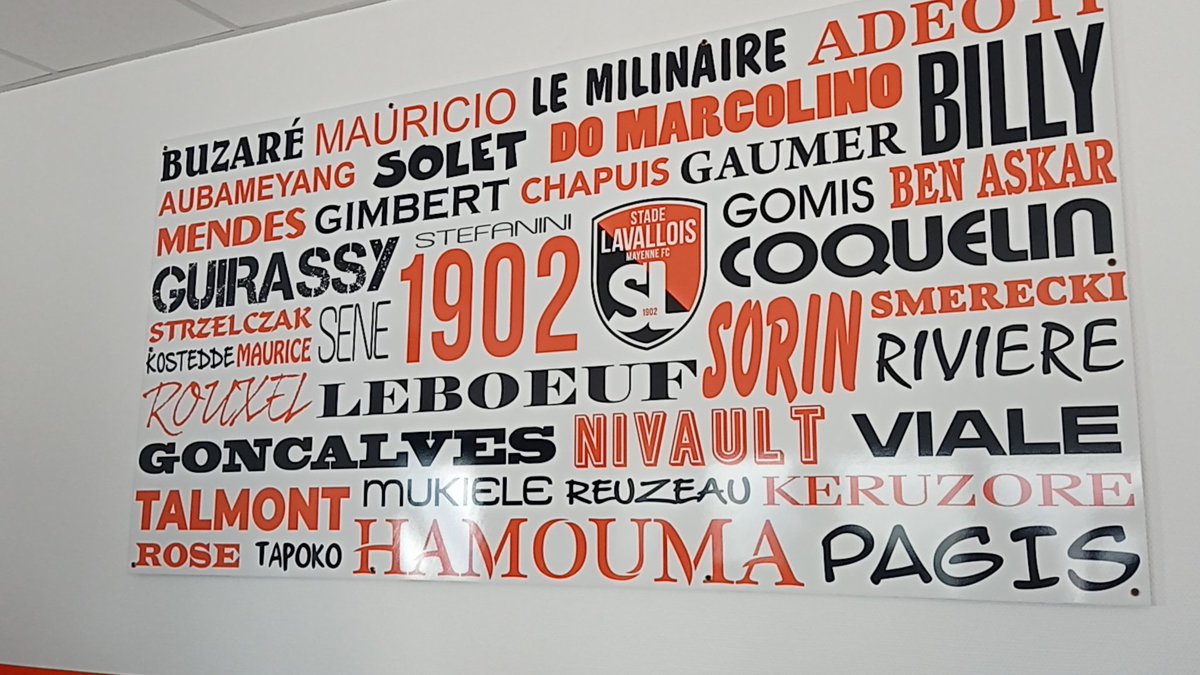 BUZARÉ MAURICIO LE MILINAIRE ADEOTI
AUBAMEYANG SOLET DO MARCOLINO BILLY
MENDES GIMBERT CHAPUIS GAUMER GOMIS BEN ASKAR
GUIRASSY STEFANINI
1902
STADE
LAVALLOIS
MAYENNE FC
SL
1902
COQUELIN
STRZELCZAK SENE SORIN SMERECKI
KOSTEDDE MAURICE RIVIERE
ROUXEL LEBOEUF
GONCALVES NIVAULT VIALE
TALMONT MUKIELE REUZEAU KERUZORE
ROSE TAPOKO HAMOUMA PAGIS